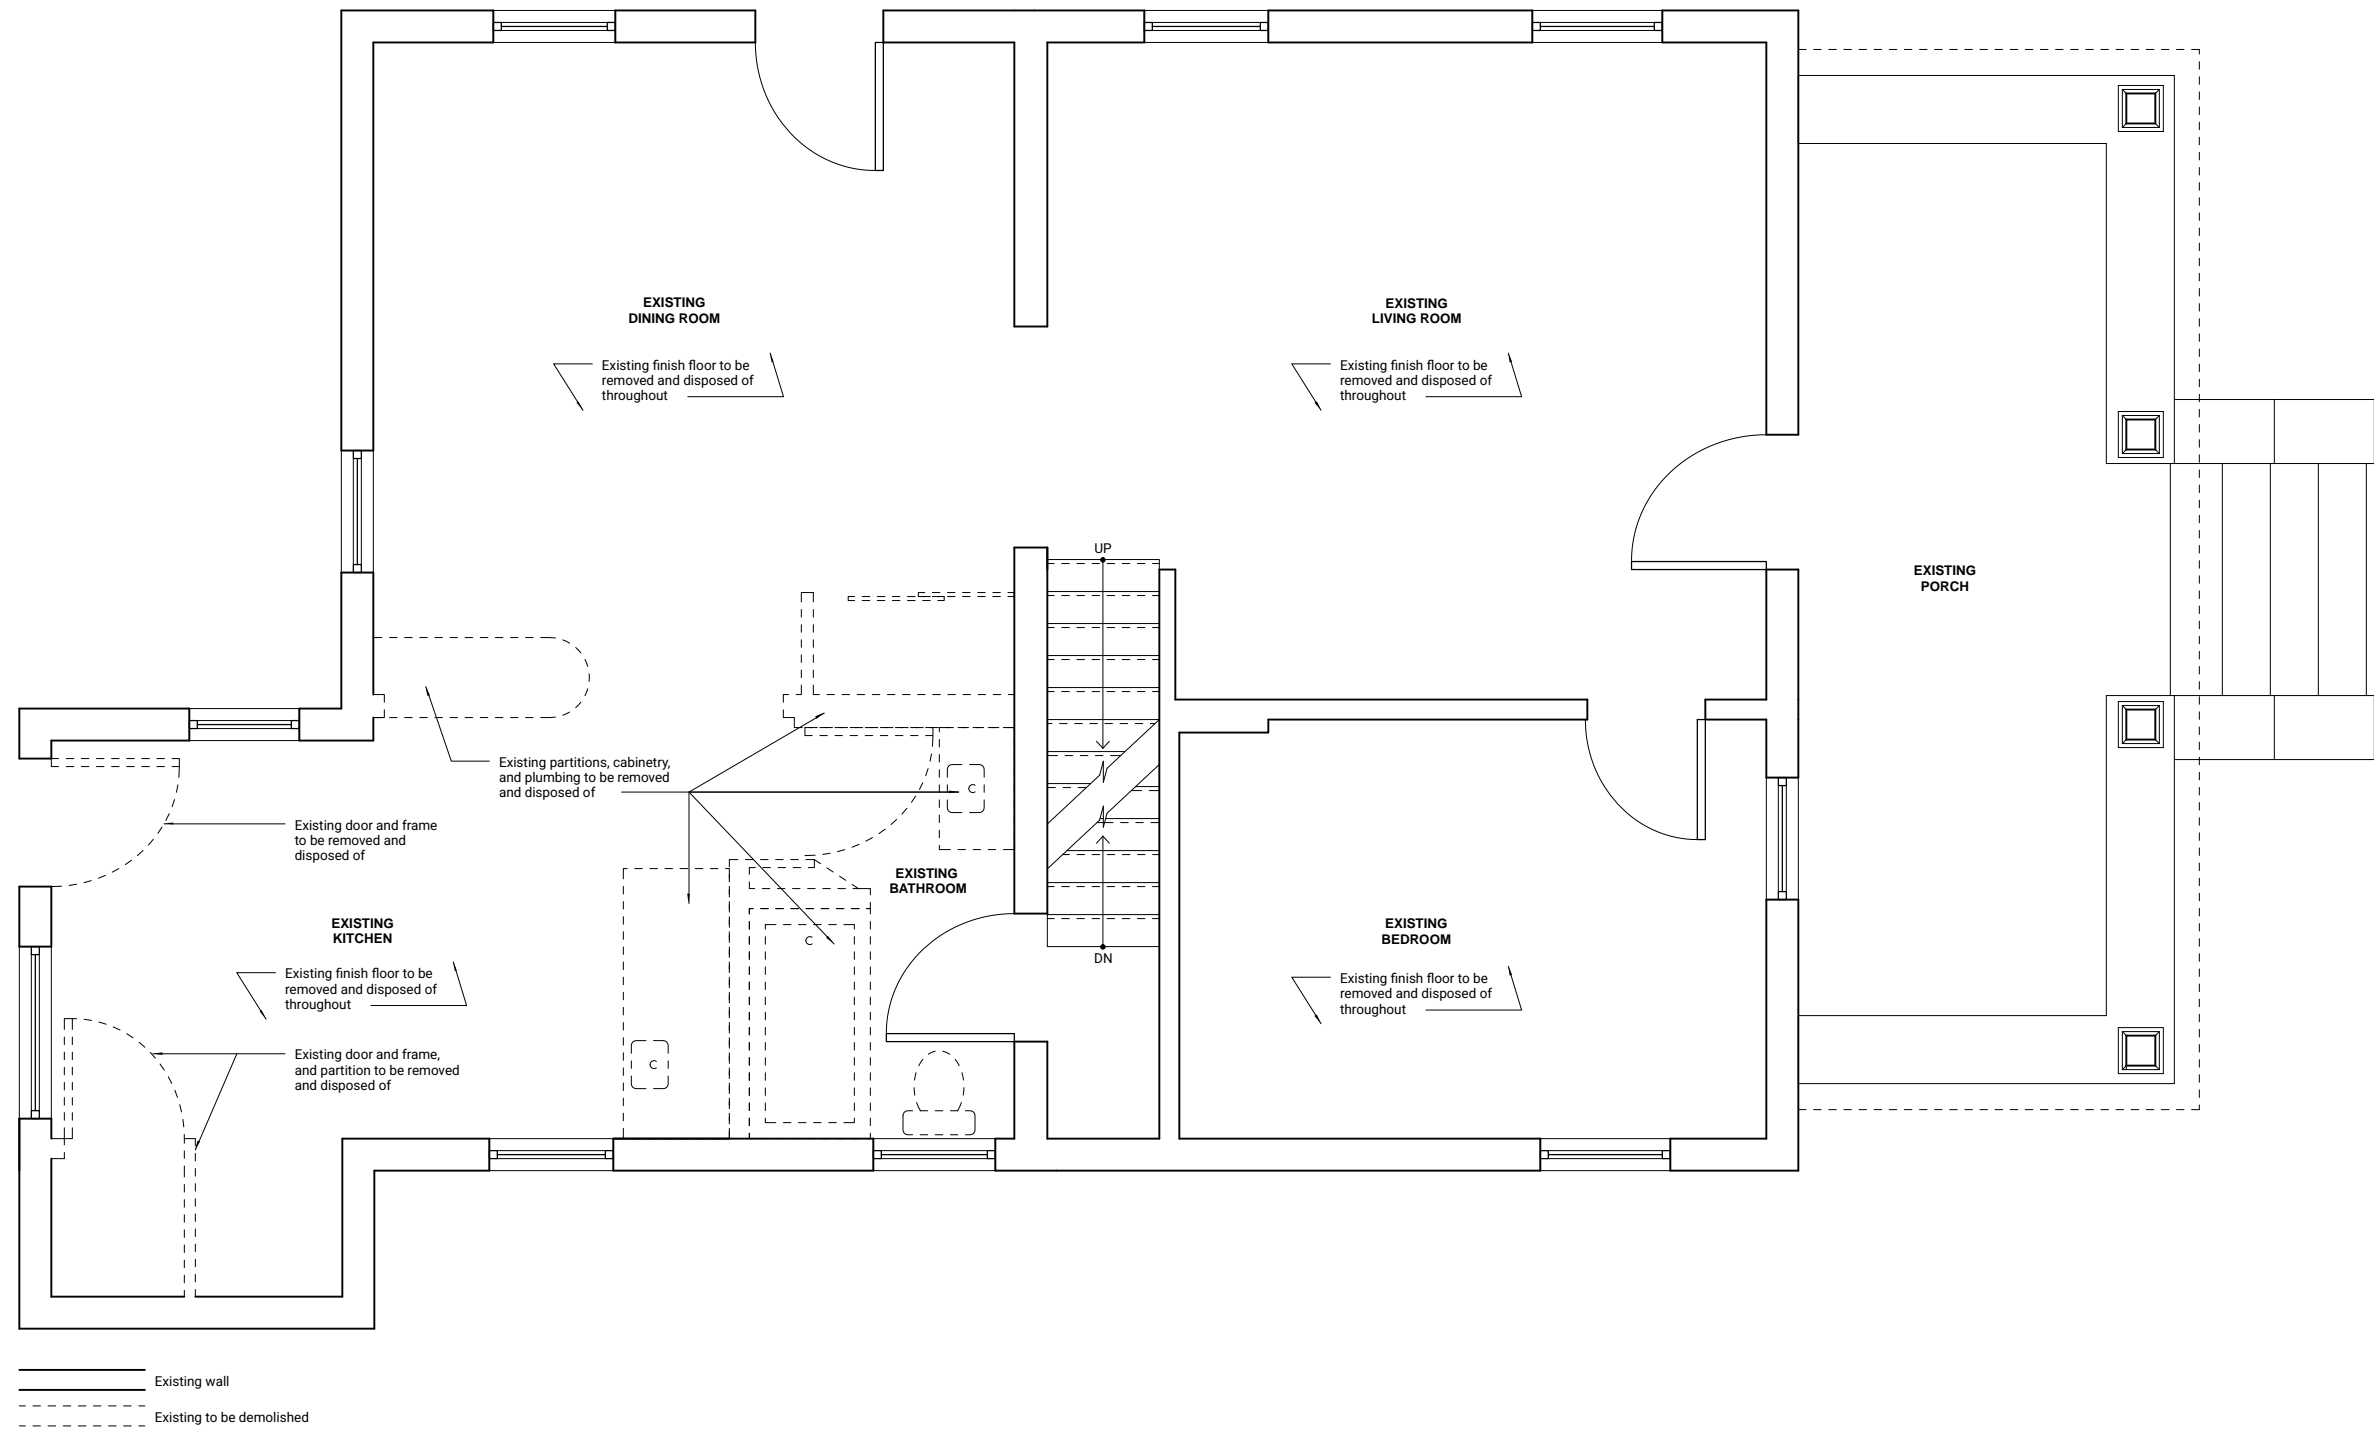 EXISTING
DINING ROOM
Existing finish floor to be
removed and disposed of
throughout
EXISTING
LIVING ROOM
Existing finish floor to be
removed and disposed of
throughout
UP
EXISTING
PORCH
Existing partitions, cabinetry,
and plumbing to be removed
and disposed of
C
Existing door and frame
to be removed and
disposed of
EXISTING
BATHROOM
EXISTING
KITCHEN
Existing finish floor to be
removed and disposed of
throughout
C
DN
EXISTING
BEDROOM
Existing finish floor to be
removed and disposed of
throughout
Existing door and frame,
and partition to be removed
and disposed of
C
Existing wall
Existing to be demolished